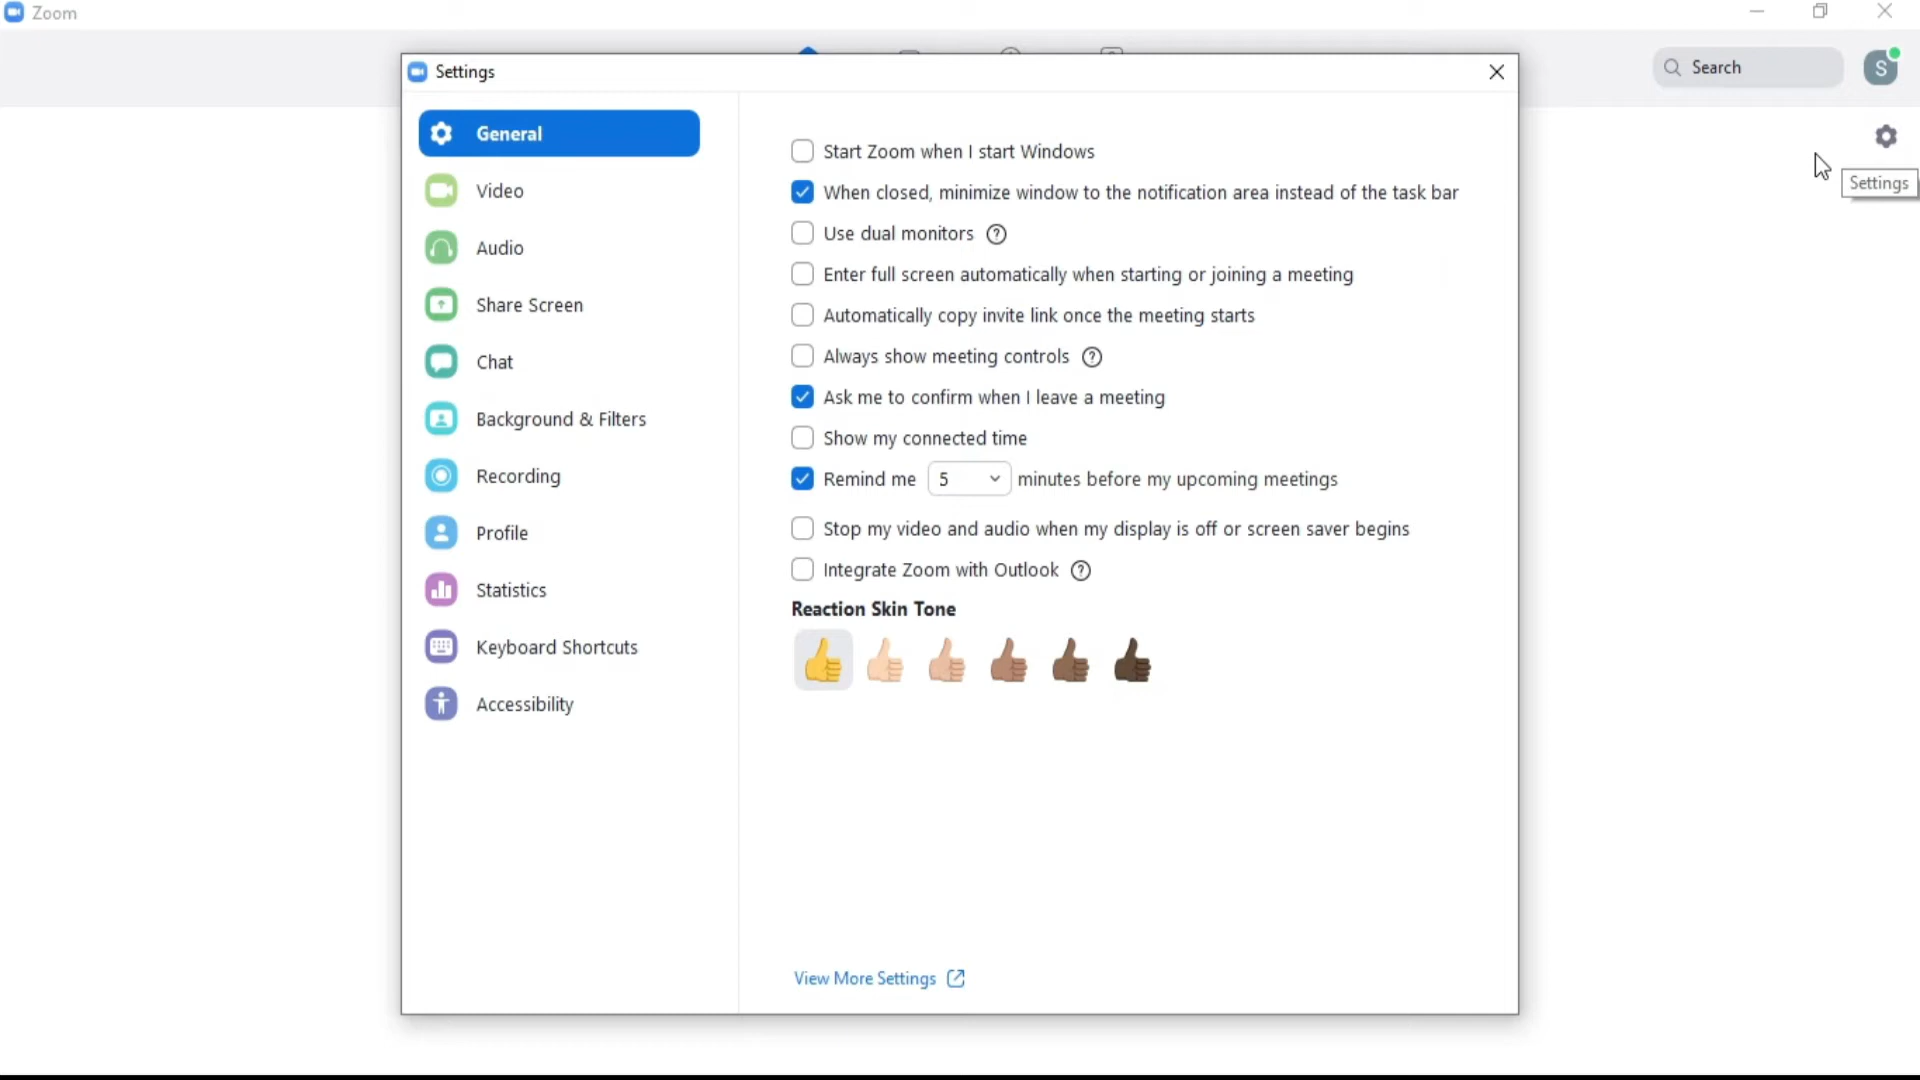 Zoom
Search
S
Settings
Settings
General
Video
Audio
Share Screen
Chat
Background & Filters
Recording
Profile
Statistics
Keyboard Shortcuts
Accessibility
Start Zoom when I start Windows
When closed, minimize window to the notification area instead of the task bar
Use dual monitors ?
Enter full screen automatically when starting or joining a meeting
Automatically copy invite link once the meeting starts
Always show meeting controls ?
Ask me to confirm when I leave a meeting
Show my connected time
Remind me 5 minutes before my upcoming meetings
Stop my video and audio when my display is off or screen saver begins
Integrate Zoom with Outlook ?
Reaction Skin Tone
View More Settings